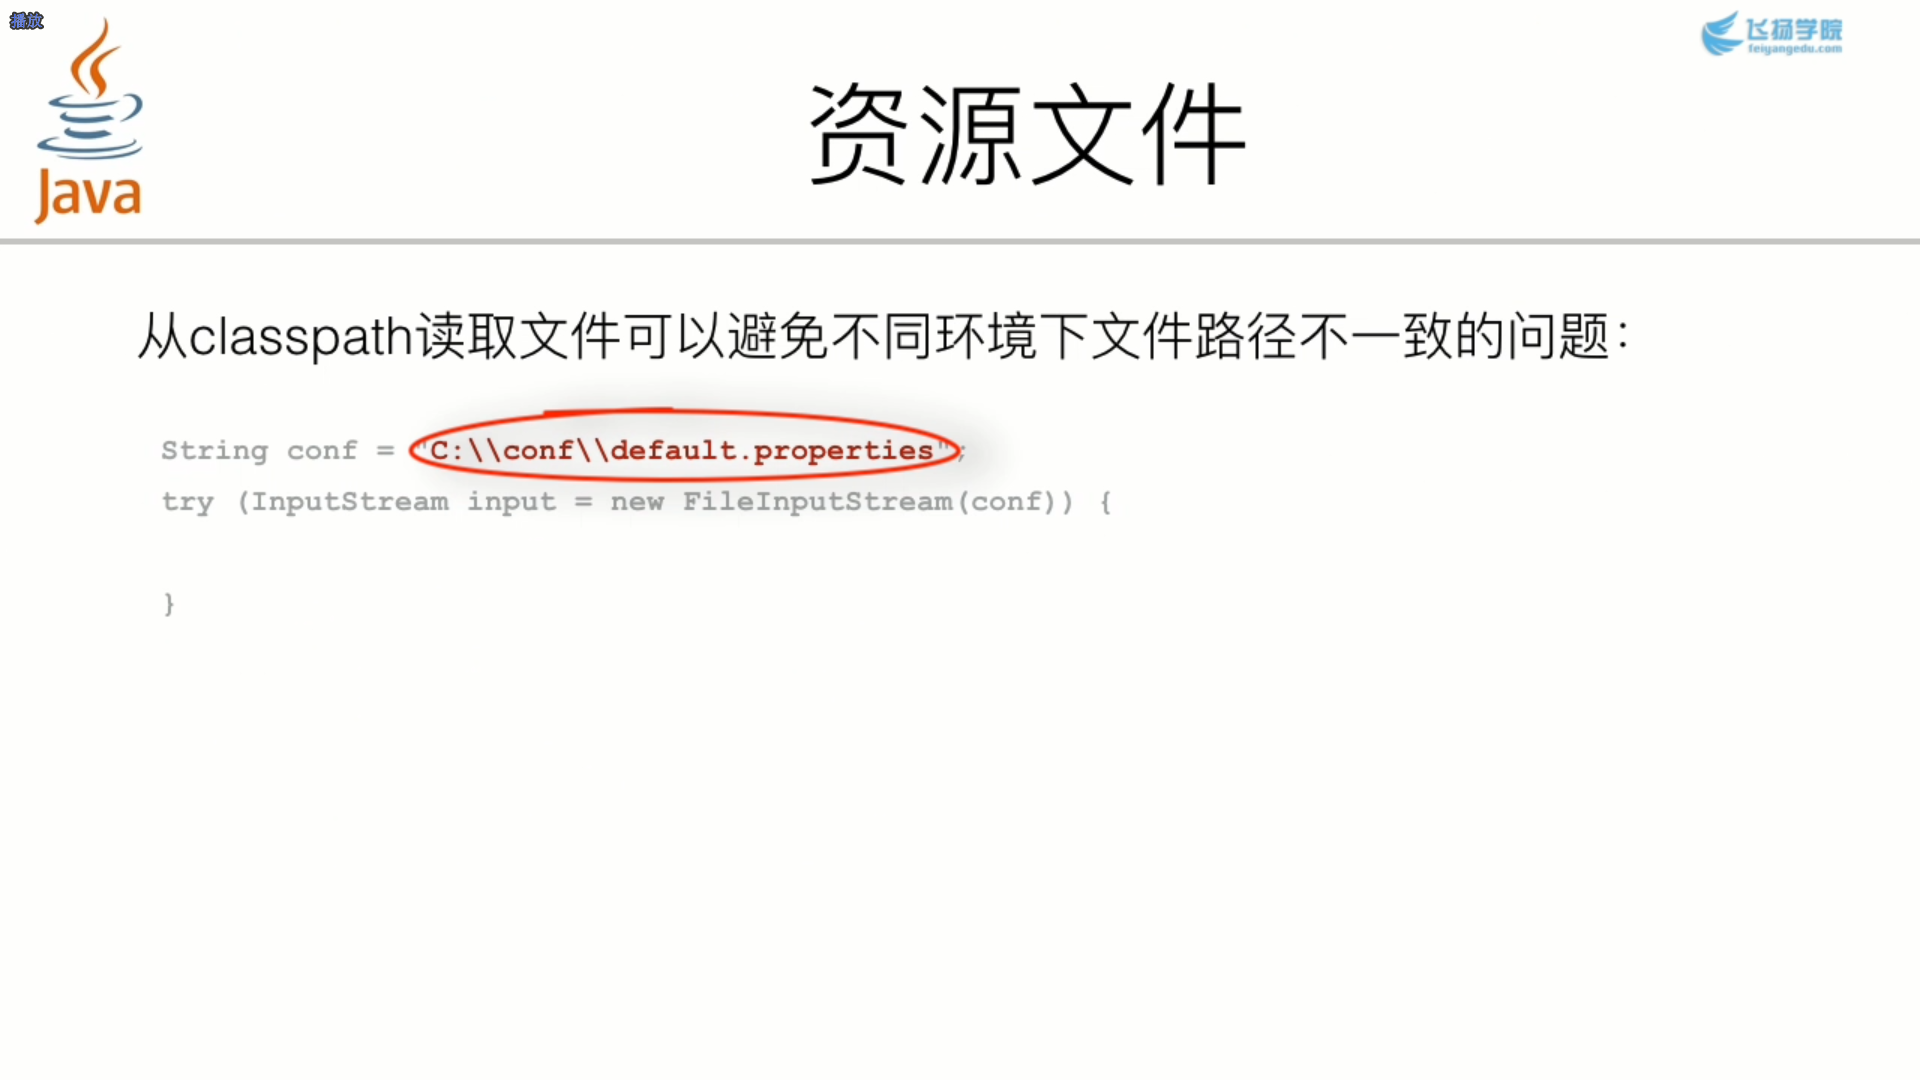 播放
飞扬学院
feiyangedu.com
Java
资源文件
从classpath读取文件可以避免不同环境下文件路径不一致的问题：
String conf = "C:\\conf\\default.properties";
try (InputStream input = new FileInputStream(conf)) {
}